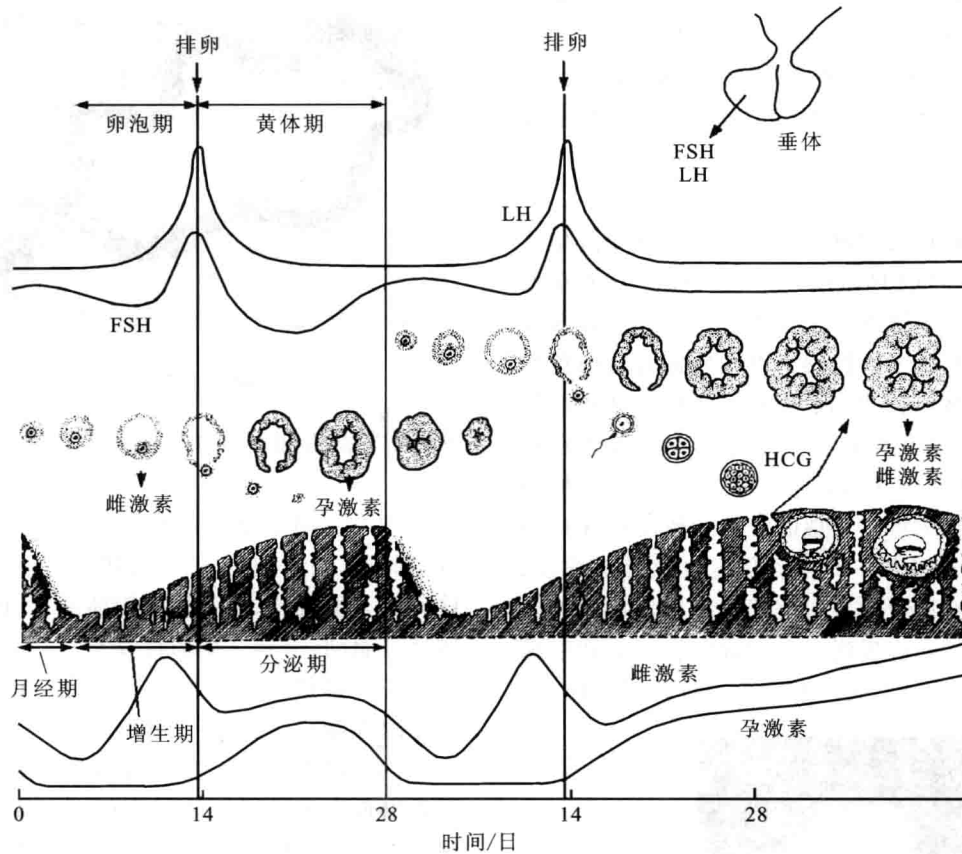 排卵
排卵
卵泡期
黄体期
FSH
LH
垂体
LH
FSH
雌激素
孕激素
HCG
孕激素
雌激素
月经期
增生期
分泌期
雌激素
孕激素
0
14
28
14
28
时间/日